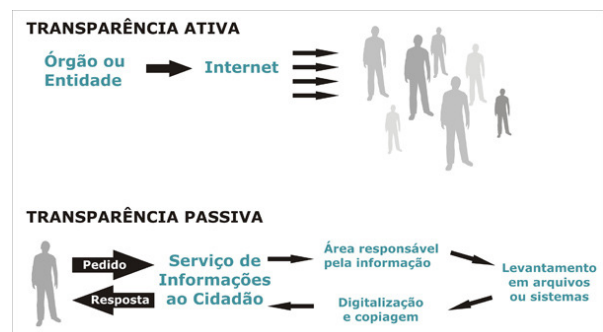 TRANSPARÊNCIA ATIVA
Órgão ou
Entidade
Internet
TRANSPARÊNCIA PASSIVA
Pedido
Resposta
Serviço de
Informações
ao Cidadão
Área responsável
pela informação
Levantamento
em arquivos
ou sistemas
Digitalização
e copiagem